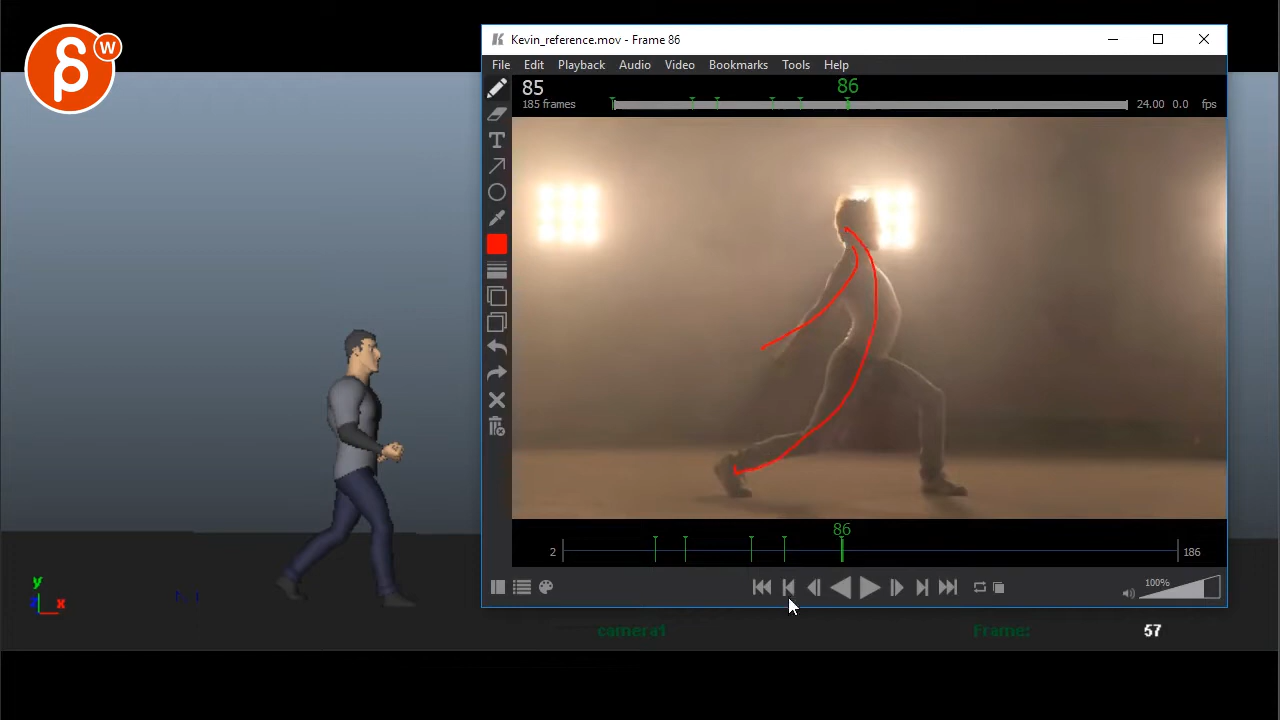 W
Kevin_reference.mov - Frame 86
File Edit Playback Audio Video Bookmarks Tools Help
85
86
185 frames
24.00 0.0 fps
T
86
2
186
100%
y
z x
camera1
Frame: 57